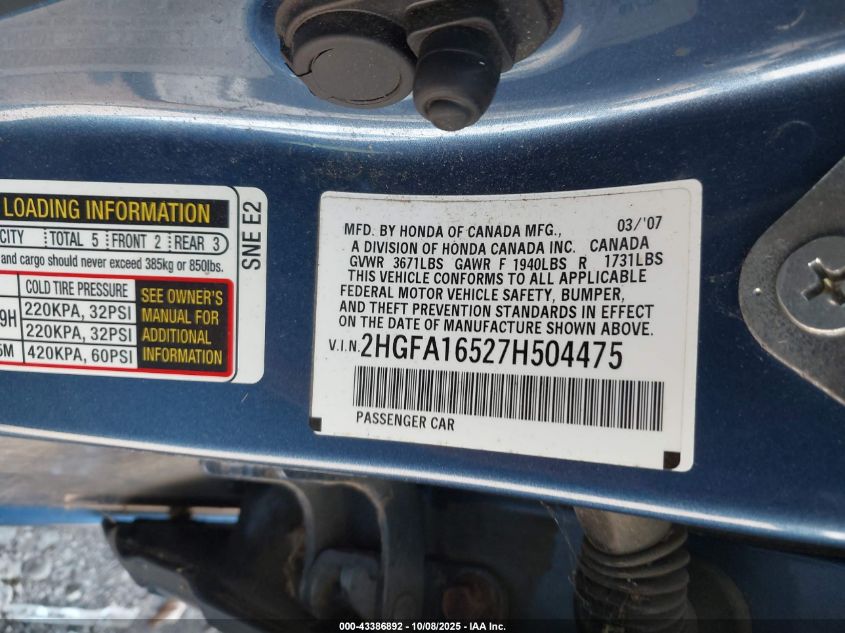 LOADING INFORMATION
CITY TOTAL 5 FRONT 2 REAR 3
and cargo should never exceed 385kg or 850lbs.
COLD TIRE PRESSURE
9H 220KPA, 32PSI
220KPA, 32PSI
5M 420KPA, 60PSI
SEE OWNER'S
MANUAL FOR
ADDITIONAL
INFORMATION
SNE E2
MFD. BY HONDA OF CANADA MFG., 03/'07
A DIVISION OF HONDA CANADA INC. CANADA
GVWR 3671LBS GAWR F 1940LBS R 1731LBS
THIS VEHICLE CONFORMS TO ALL APPLICABLE
FEDERAL MOTOR VEHICLE SAFETY, BUMPER,
AND THEFT PREVENTION STANDARDS IN EFFECT
ON THE DATE OF MANUFACTURE SHOWN ABOVE.
V.I.N. 2HGFA16527H504475
PASSENGER CAR
000-43386892 • 10/08/2025 • IAA Inc.